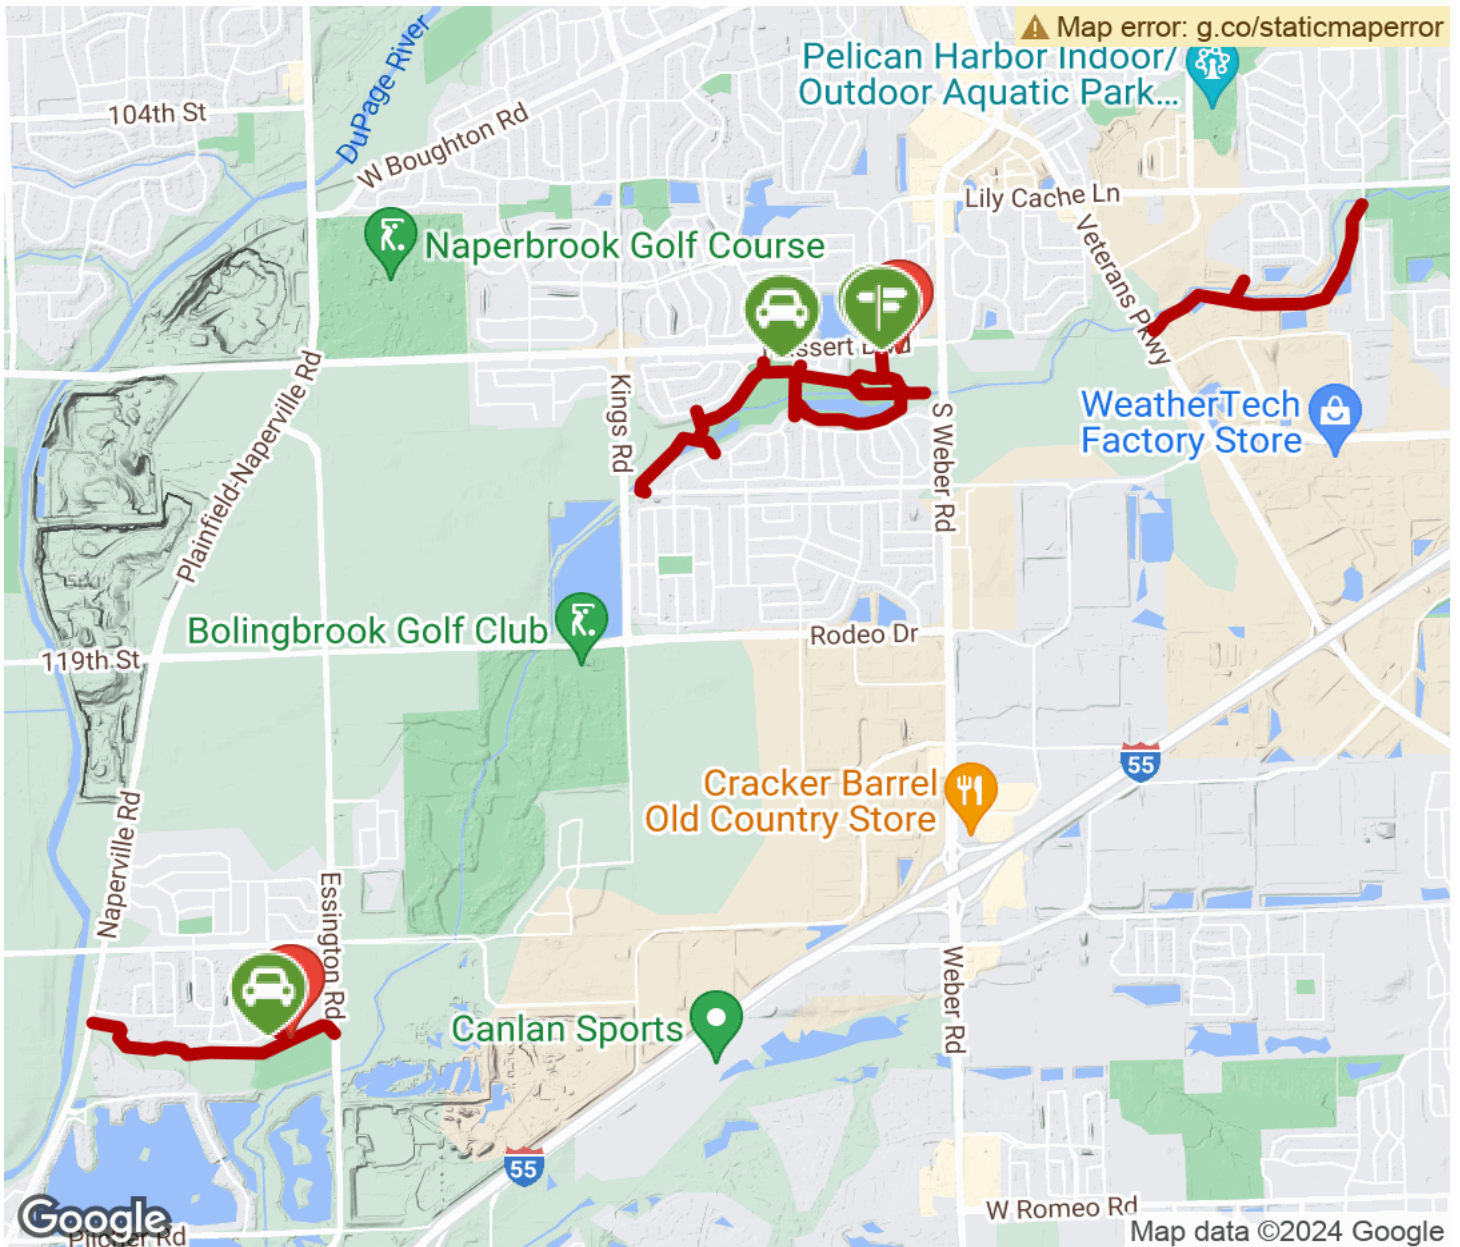 Map error: g.co/staticmaperror
Pelican Harbor Indoor/
Outdoor Aquatic Park...
104th St
DuPage River
W Boughton Rd
Lily Cache Ln
Veterans Pkwy
Naperbrook Golf Course
Plainfield-Naperville Rd
Kings Rd
S Weber Rd
WeatherTech
Factory Store
Bolingbrook Golf Club
Rodeo Dr
119th St
55
Cracker Barrel
Old Country Store
Naperville Rd
Essington Rd
Weber Rd
Canlan Sports
55
W Romeo Rd
Google
Map data ©2024 Google